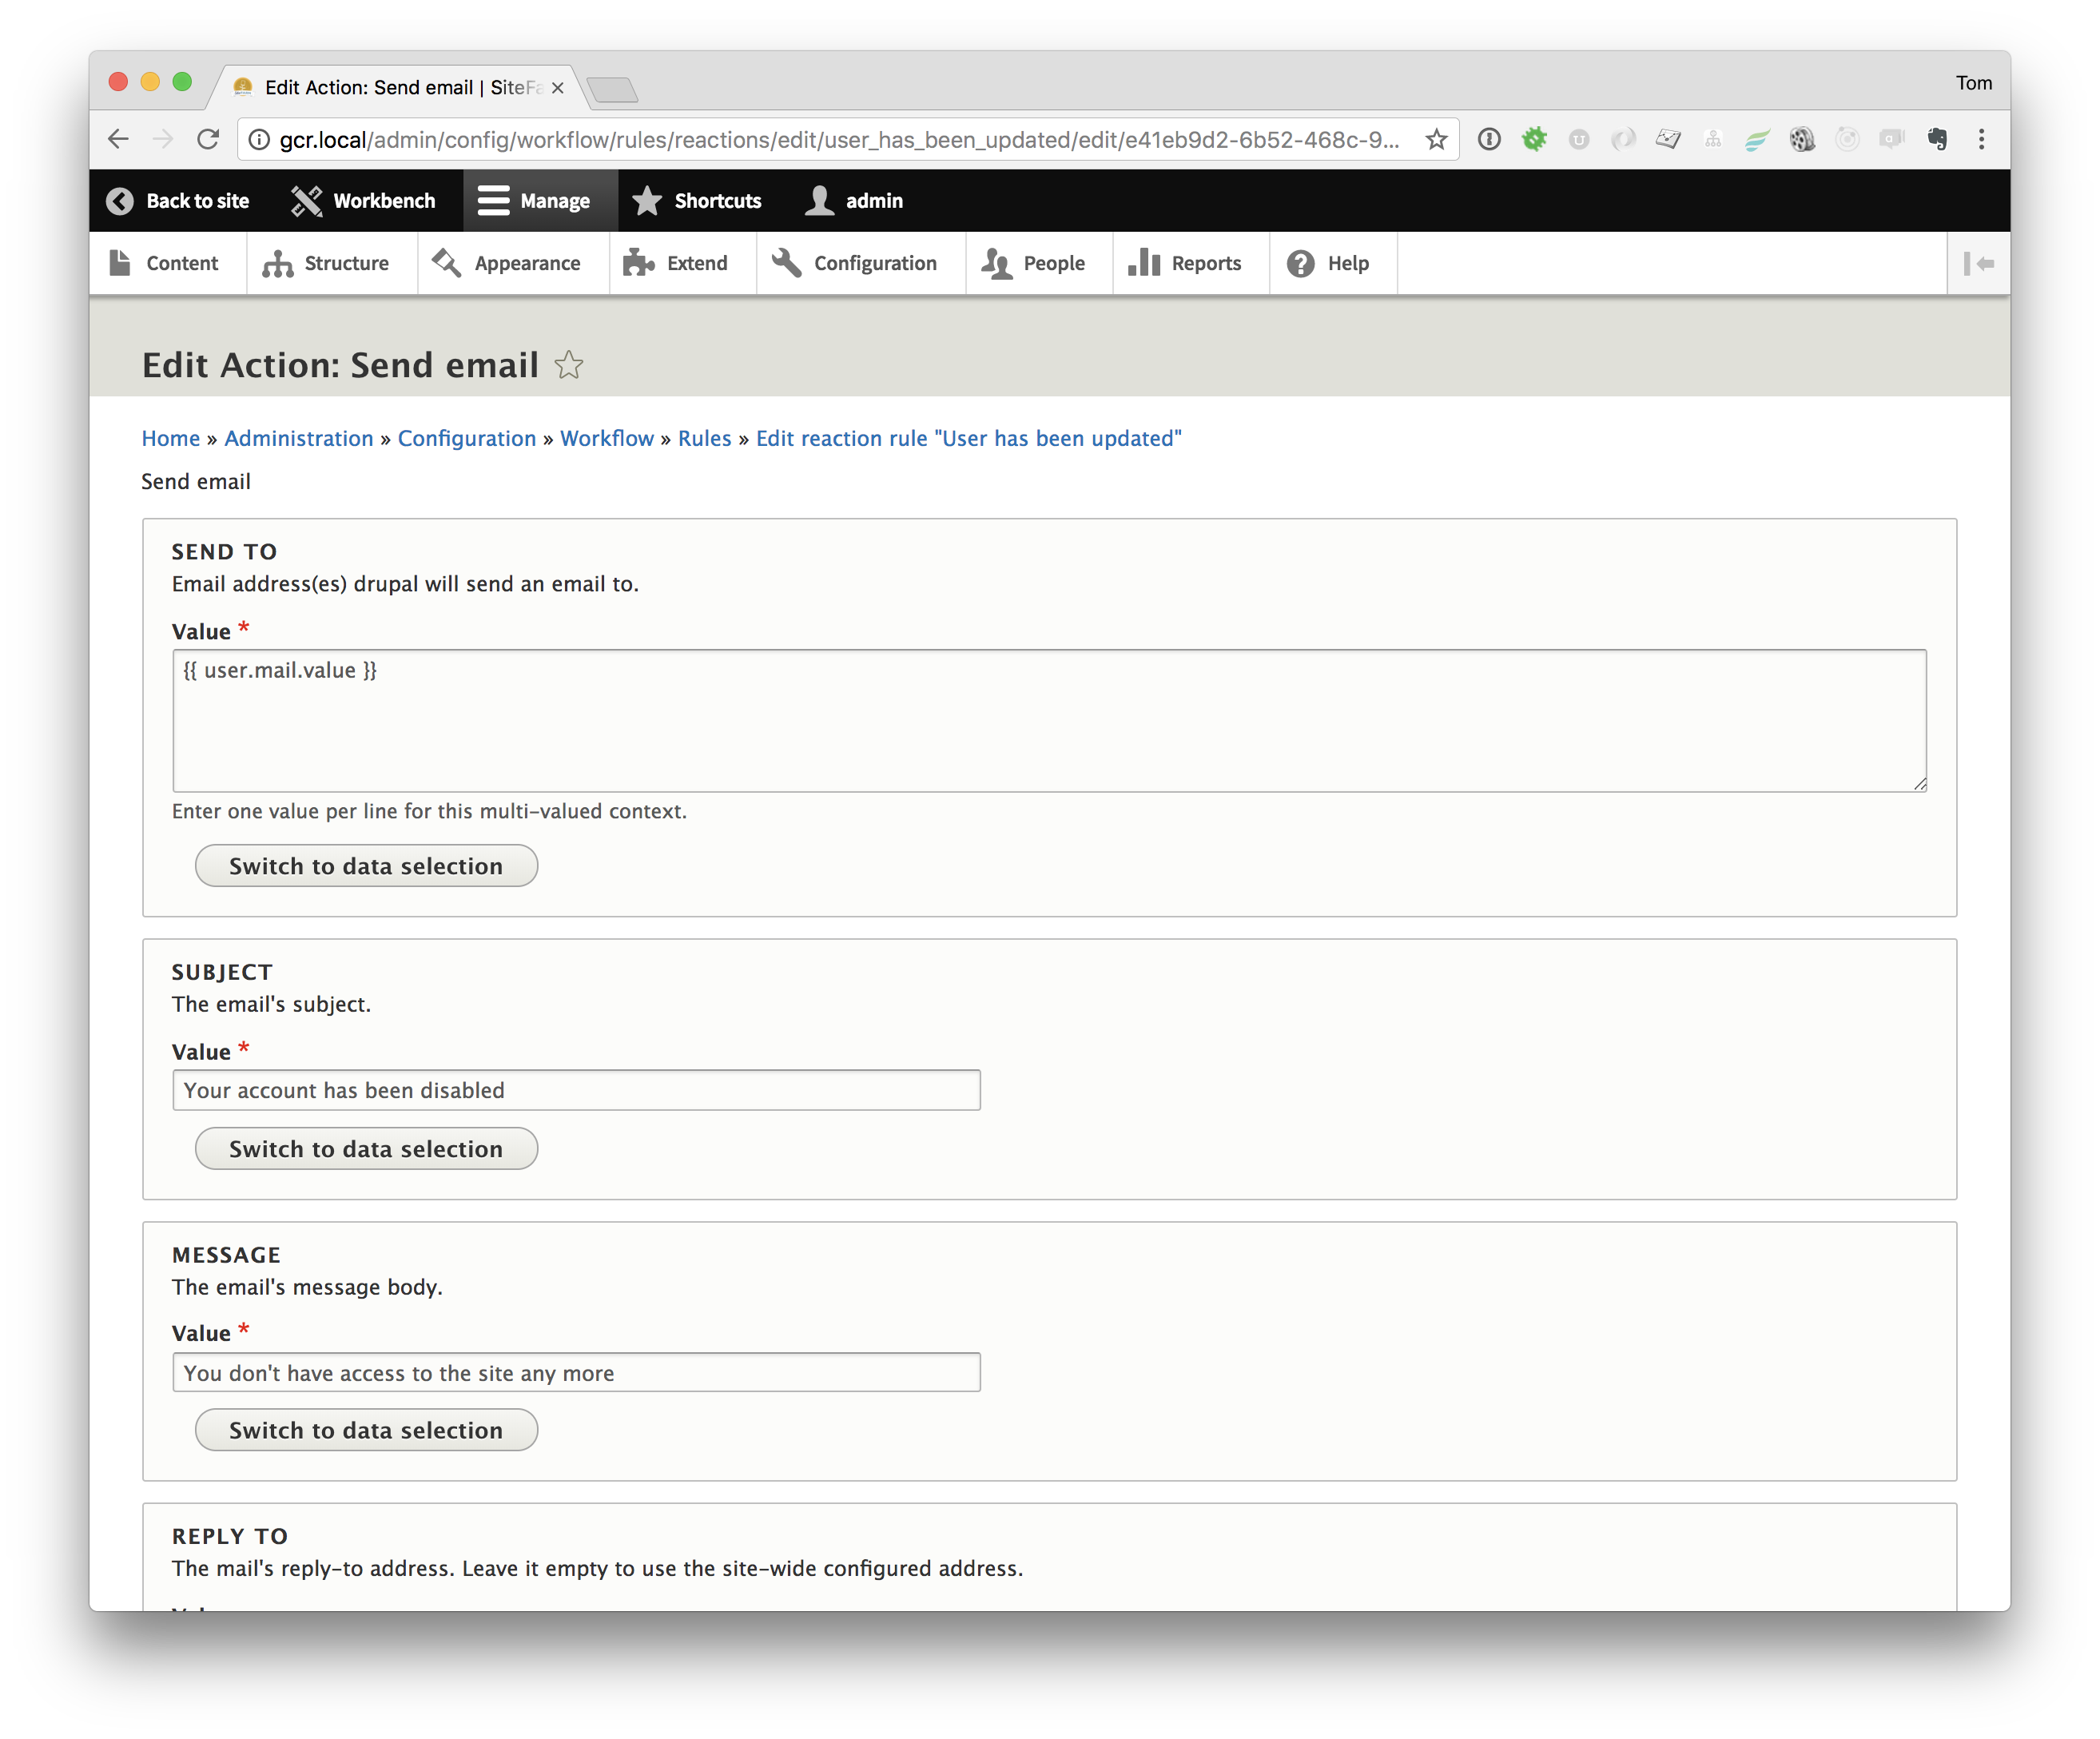 Edit Action: Send email | SiteFa
Tom
gcr.local/admin/config/workflow/rules/reactions/edit/user_has_been_updated/edit/e41eb9d2-6b52-468c-9...
Back to site
Workbench
Manage
Shortcuts
admin
Content
Structure
Appearance
Extend
Configuration
People
Reports
Help
Edit Action: Send email
Home » Administration » Configuration » Workflow » Rules » Edit reaction rule "User has been updated"
Send email
SEND TO
Email address(es) drupal will send an email to.
Value *
{{ user.mail.value }}
Enter one value per line for this multi-valued context.
Switch to data selection
SUBJECT
The email's subject.
Value *
Your account has been disabled
Switch to data selection
MESSAGE
The email's message body.
Value *
You don't have access to the site any more
Switch to data selection
REPLY TO
The mail's reply-to address. Leave it empty to use the site-wide configured address.